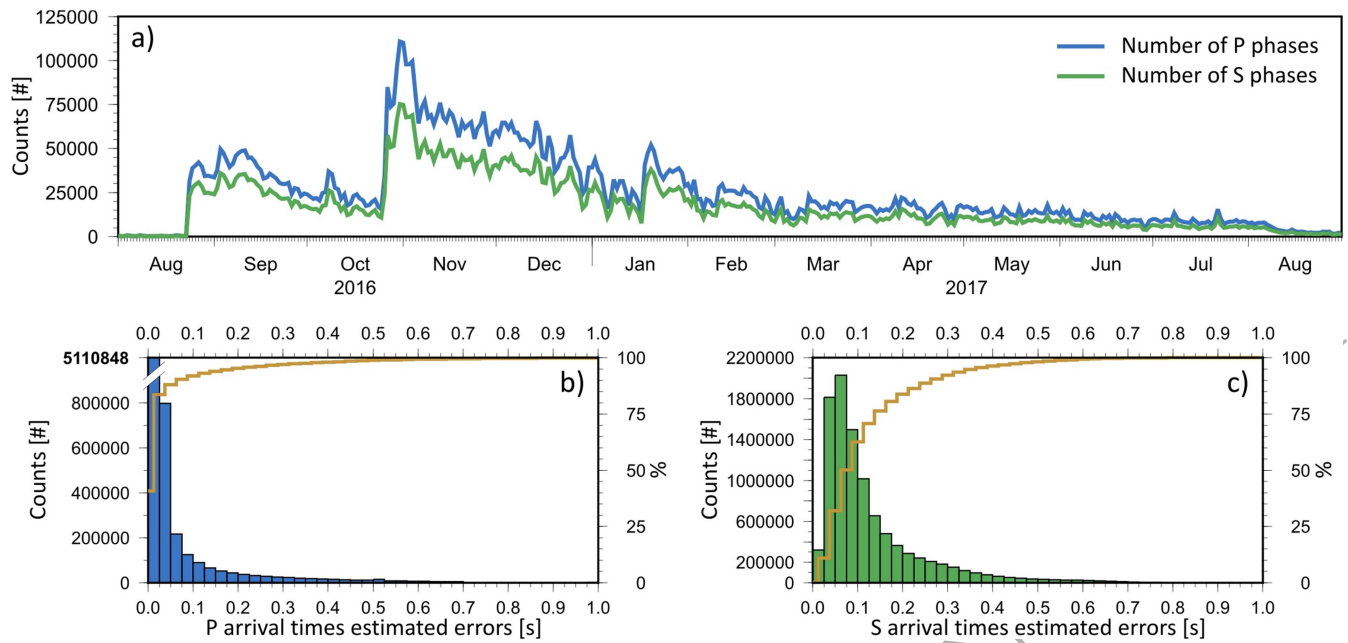 125000
a)
Number of P phases
100000
Number of S phases
75000
50000
25000
0
Counts [#]
Aug Sep Oct Nov Dec Jan Feb Mar Apr May Jun Jul Aug
2016 2017
0.0 0.1 0.2 0.3 0.4 0.5 0.6 0.7 0.8 0.9 1.0
5110848
b)
800000
600000
400000
200000
0
Counts [#]
100
75
50
25
0
%
0.0 0.1 0.2 0.3 0.4 0.5 0.6 0.7 0.8 0.9 1.0
P arrival times estimated errors [s]
0.0 0.1 0.2 0.3 0.4 0.5 0.6 0.7 0.8 0.9 1.0
2200000
c)
1800000
1400000
1000000
600000
200000
0
Counts [#]
100
75
50
25
0
%
0.0 0.1 0.2 0.3 0.4 0.5 0.6 0.7 0.8 0.9 1.0
S arrival times estimated errors [s]